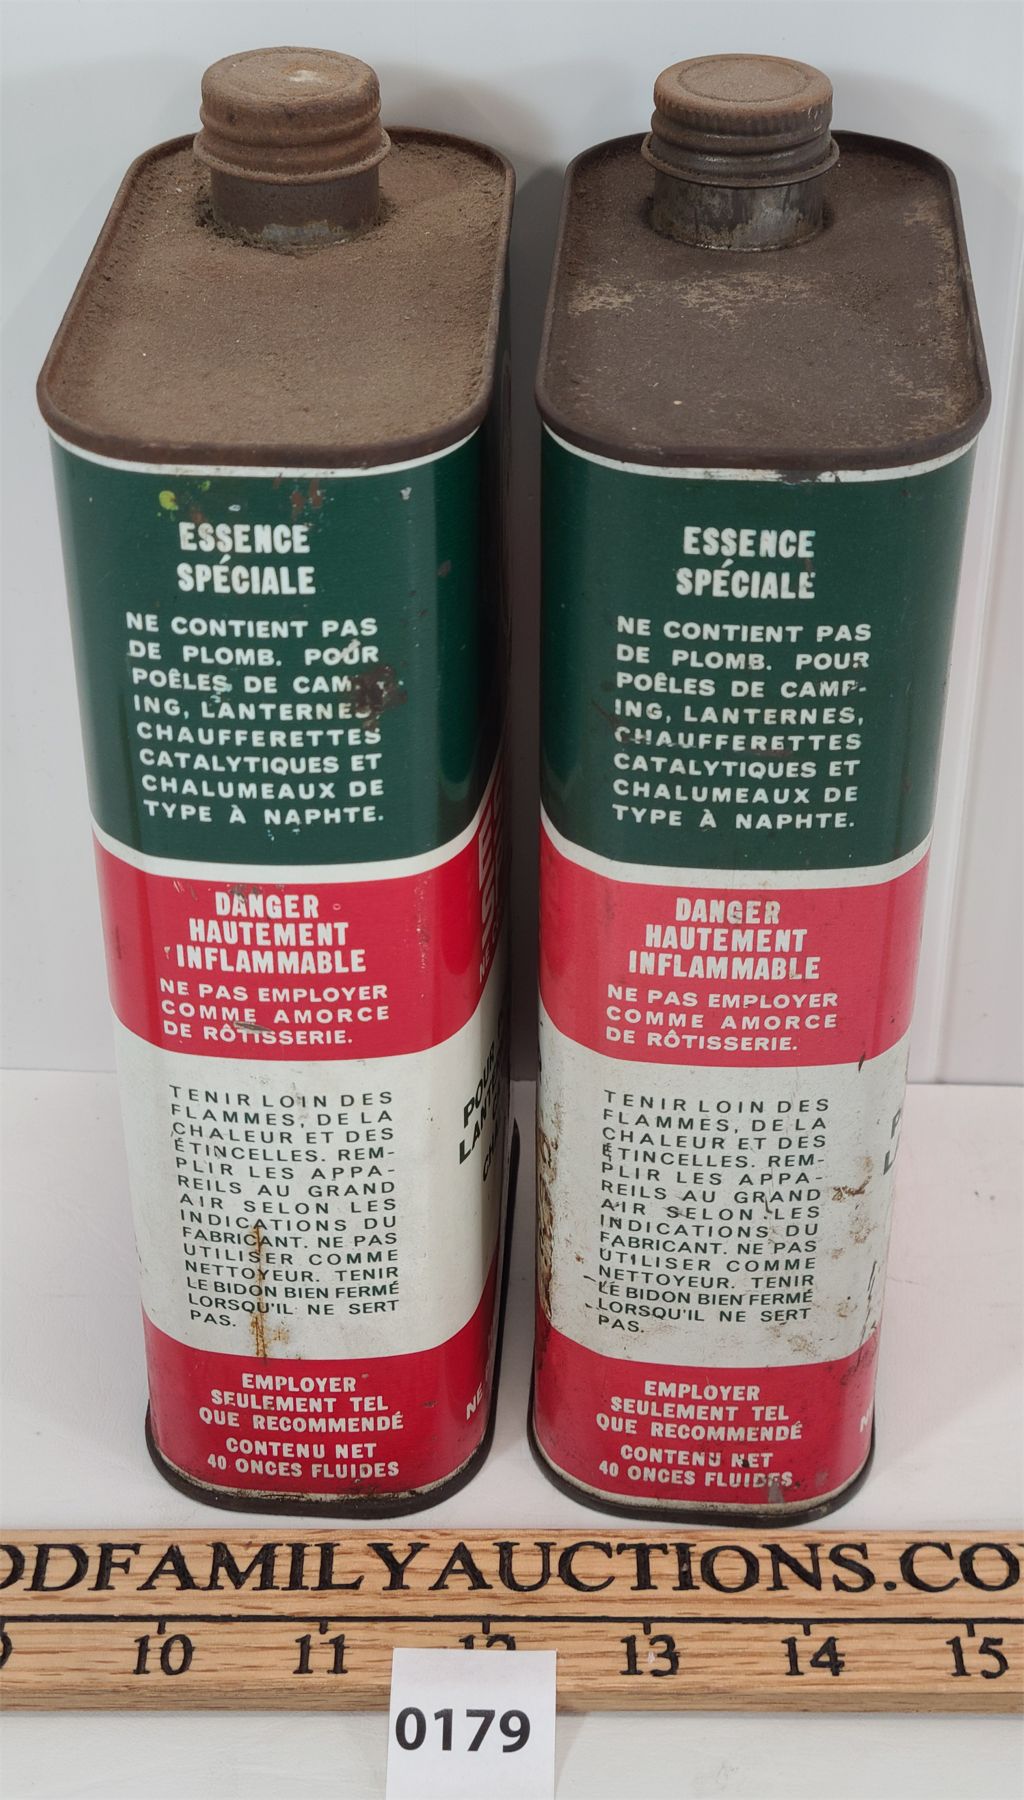 ESSENCE
SPÉCIALE
NE CONTIENT PAS
DE PLOMB. POUR
POÊLES DE CAM
ING, LANTERNES,
CHAUFFERETTES
CATALYTIQUES ET
CHALUMEAUX DE
TYPE À NAPHTE.
DANGER
HAUTEMENT
INFLAMMABLE
NE PAS EMPLOYER
COMME AMORCE
DE RÔTISSERIE.
TENIR LOIN DES
FLAMMES, DE LA
CHALEUR ET DES
ÉTINCELLES. REM-
PLIR LES APPA-
REILS AU GRAND
AIR SELON LES
INDICATIONS DU
FABRICANT. NE PAS
UTILISER COMME
NETTOYEUR. TENIR
LE BIDON BIEN FERMÉ
LORSQU'IL NE SERT
PAS.
EMPLOYER
SEULEMENT TEL
QUE RECOMMENDÉ
CONTENU NET
40 ONCES FLUIDES
POUR
ESSENCE
SPÉCIALE
NE CONTIENT PAS
DE PLOMB. POUR
POÊLES DE CAMP-
ING, LANTERNES,
CHAUFFERETTES
CATALYTIQUES ET
CHALUMEAUX DE
TYPE À NAPHTE.
DANGER
HAUTEMENT
INFLAMMABLE
NE PAS EMPLOYER
COMME AMORCE
DE RÔTISSERIE.
TENIR LOIN DES
FLAMMES, DE LA
CHALEUR ET DES
ÉTINCELLES. REM-
PLIR LES APPA-
REILS AU GRAND
AIR SELON LES
INDICATIONS DU
FABRICANT. NE PAS
UTILISER COMME
NETTOYEUR. TENIR
LE BIDON BIEN FERMÉ
LORSQU'IL NE SERT
PAS.
EMPLOYER
SEULEMENT TEL
QUE RECOMMENDÉ
CONTENU NET
40 ONCES FLUIDES
ODFAMILYAUCTIONS.CO
9 10 11 12 13 14 15
0179